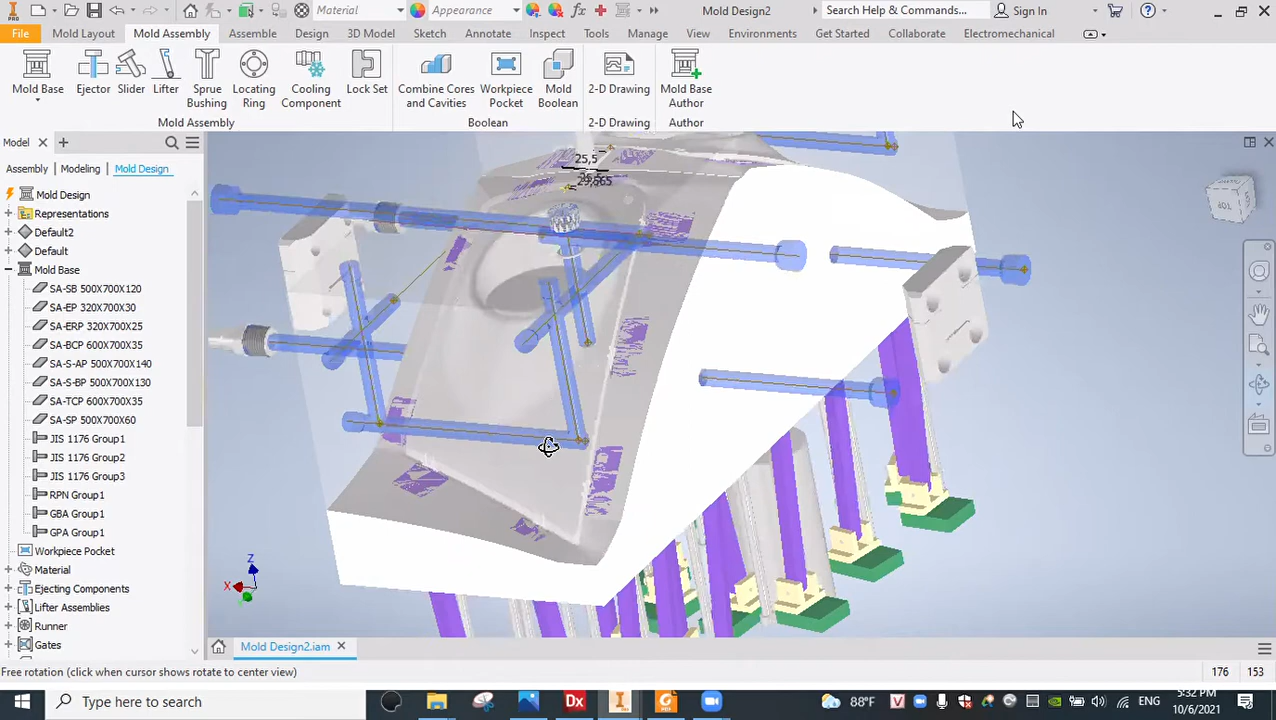 Material
Appearance
Mold Design2
Search Help & Commands...
Sign In
File
Mold Layout
Mold Assembly
Assemble
Design
3D Model
Sketch
Annotate
Inspect
Tools
Manage
View
Environments
Get Started
Collaborate
Electromechanical
Mold Base
Ejector
Slider
Lifter
Sprue
Bushing
Locating
Ring
Cooling
Component
Lock Set
Combine Cores
and Cavities
Workpiece
Pocket
Mold
Boolean
2-D Drawing
Mold Base
Author
Mold Assembly
Boolean
2-D Drawing
Author
Model
Assembly
Modeling
Mold Design
Mold Design
Representations
Default2
Default
Mold Base
SA-SB 500X700X120
SA-EP 320X700X30
SA-ERP 320X700X25
SA-BCP 600X700X35
SA-S-AP 500X700X140
SA-S-BP 500X700X130
SA-TCP 600X700X35
SA-SP 500X700X60
JIS 1176 Group1
JIS 1176 Group2
JIS 1176 Group3
RPN Group1
GBA Group1
GPA Group1
Workpiece Pocket
Material
Ejecting Components
Lifter Assemblies
Runner
Gates
25,5
Z
X
Mold Design2.iam
Free rotation (click when cursor shows rotate to center view)
176
153
Type here to search
88°F
5:32 PM
10/6/2021